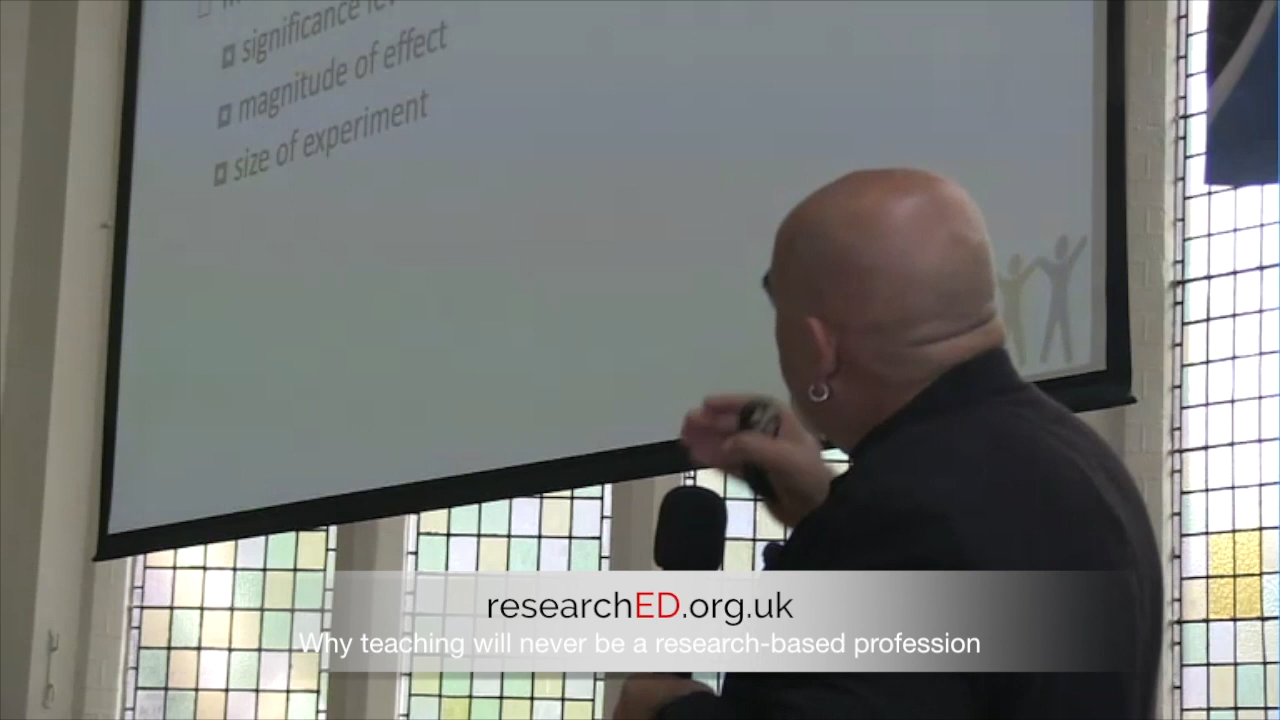 significance
magnitude of effect
size of experiment
researchED.org.uk
Why teaching will never be a research-based profession